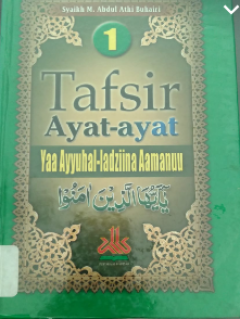 Syaikh M. Abdul Athi Buhairi
1
Tafsir
Ayat-ayat
Yaa Ayyuhal-ladziina Aamanuu
يٰٓأَيُّهَا الَّذِيْنَ اٰمَنُوْا